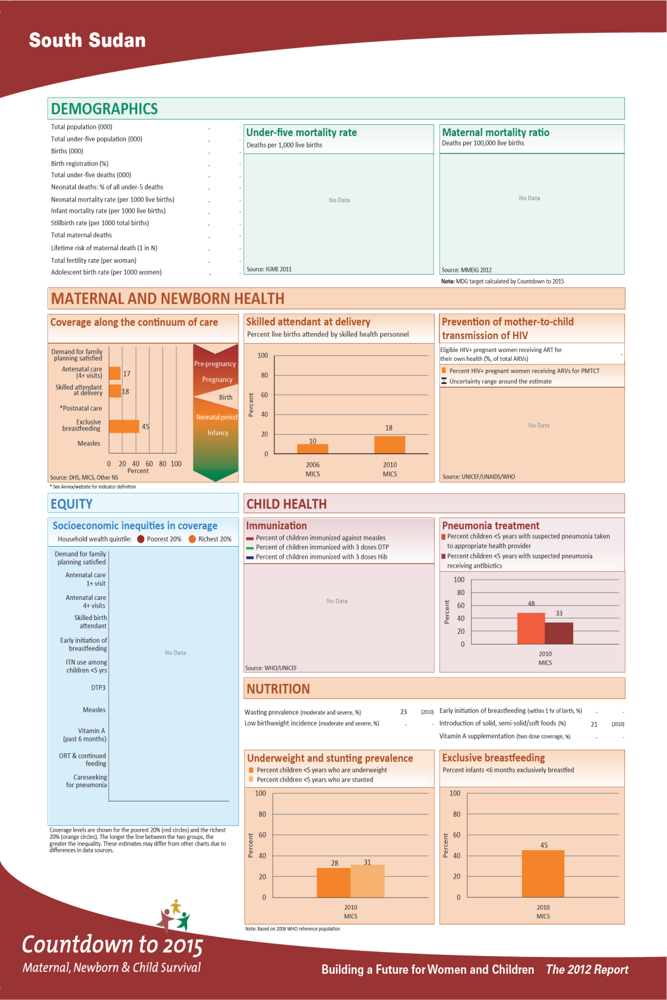 South Sudan
DEMOGRAPHICS
Total population (000) - -
Total under-five population (000) - -
Births (000) - -
Birth registration (%) - -
Total under-five deaths (000) - -
Neonatal deaths: % of all under-5 deaths - -
Neonatal mortality rate (per 1000 live births) - -
Infant mortality rate (per 1000 live births) - -
Stillbirth rate (per 1000 total births) - -
Total maternal deaths - -
Lifetime risk of maternal death (1 in N) - -
Total fertility rate (per woman) - -
Adolescent birth rate (per 1000 women) - -
Under-five mortality rate
Deaths per 1,000 live births
No Data
Source: IGME 2011
Maternal mortality ratio
Deaths per 100,000 live births
No Data
Source: MMEIG 2012
Note: MDG target calculated by Countdown to 2015
MATERNAL AND NEWBORN HEALTH
Coverage along the continuum of care
Demand for family
planning satisfied
Antenatal care
(4+ visits)
17
Skilled attendant
at delivery
18
*Postnatal care
Exclusive
breastfeeding
45
Measles
0 20 40 60 80 100
Percent
Pre-pregnancy
Pregnancy
Birth
Neonatal period
Infancy
Source: DHS, MICS, Other NS
* See Annex/website for indicator definition
Skilled attendant at delivery
Percent live births attended by skilled health personnel
Percent
100
80
60
40
20
0
10
18
2006 2010
MICS MICS
Prevention of mother-to-child
transmission of HIV
Eligible HIV+ pregnant women receiving ART for
their own health (%, of total ARVs) -
Percent HIV+ pregnant women receiving ARVs for PMTCT
Uncertainty range around the estimate
No Data
Source: UNICEF/UNAIDS/WHO
EQUITY
Socioeconomic inequities in coverage
Household wealth quintile: Poorest 20% Richest 20%
Demand for family
planning satisfied
Antenatal care
1+ visit
Antenatal care
4+ visits
Skilled birth
attendant
Early initiation of
breastfeeding
ITN use among
children <5 yrs
DTP3
Measles
Vitamin A
(past 6 months)
ORT & continued
feeding
Careseeking
for pneumonia
No Data
Coverage levels are shown for the poorest 20% (red circles) and the richest
20% (orange circles). The longer the line between the two groups, the
greater the inequality. These estimates may differ from other charts due to
differences in data sources.
CHILD HEALTH
Immunization
Percent of children immunized against measles
Percent of children immunized with 3 doses DTP
Percent of children immunized with 3 doses Hib
No Data
Source: WHO/UNICEF
Pneumonia treatment
Percent children <5 years with suspected pneumonia taken
to appropriate health provider
Percent children <5 years with suspected pneumonia
receiving antibiotics
Percent
100
80
60
40
20
0
48
33
2010
MICS
NUTRITION
Wasting prevalence (moderate and severe, %) 23 (2010)
Low birthweight incidence (moderate and severe, %) - -
Early initiation of breastfeeding (within 1 hr of birth, %) - -
Introduction of solid, semi-solid/soft foods (%) 21 (2010)
Vitamin A supplementation (two dose coverage, %) - -
Underweight and stunting prevalence
Percent children <5 years who are underweight
Percent children <5 years who are stunted
Percent
100
80
60
40
20
0
28
31
2010
MICS
Note: Based on 2006 WHO reference population
Exclusive breastfeeding
Percent infants <6 months exclusively breastfed
Percent
100
80
60
40
20
0
45
2010
MICS
Countdown to 2015
Maternal, Newborn & Child Survival
Building a Future for Women and Children The 2012 Report